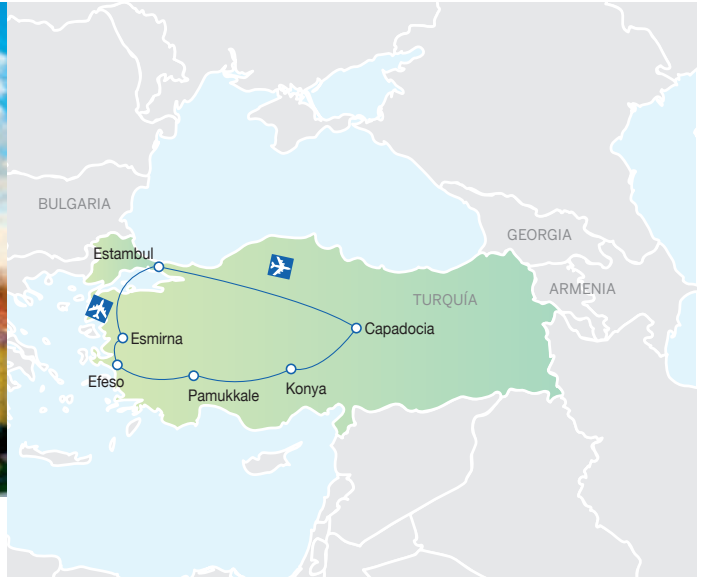 BULGARIA
GEORGIA
Estambul
ARMENIA
TURQUÍA
Capadocia
Esmirna
Efeso
Konya
Pamukkale